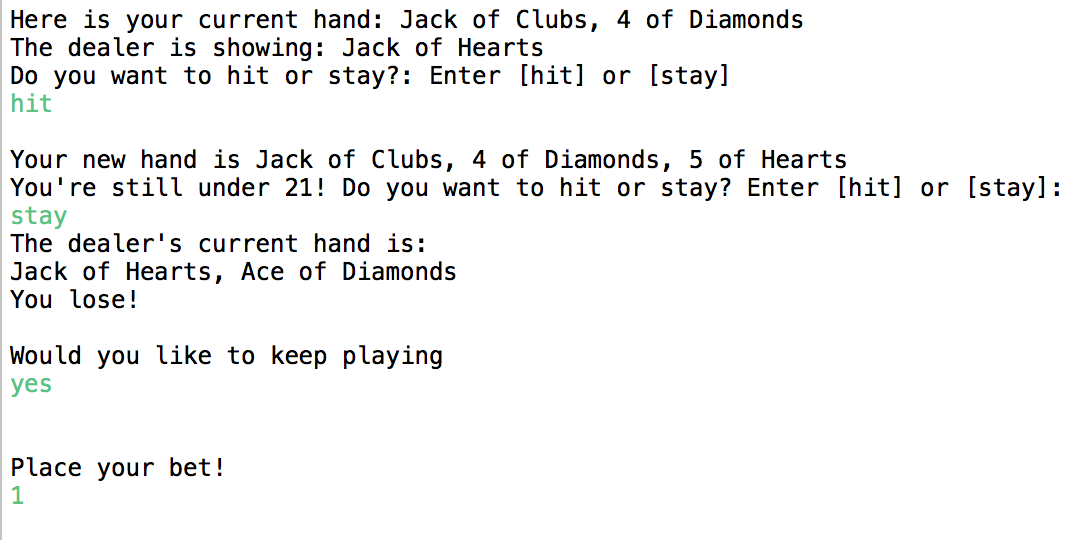 Here is your current hand: Jack of Clubs, 4 of Diamonds
The dealer is showing: Jack of Hearts
Do you want to hit or stay?: Enter [hit] or [stay]
hit
Your new hand is Jack of Clubs, 4 of Diamonds, 5 of Hearts
You're still under 21! Do you want to hit or stay? Enter [hit] or [stay]:
stay
The dealer's current hand is:
Jack of Hearts, Ace of Diamonds
You lose!
Would you like to keep playing
yes
Place your bet!
1